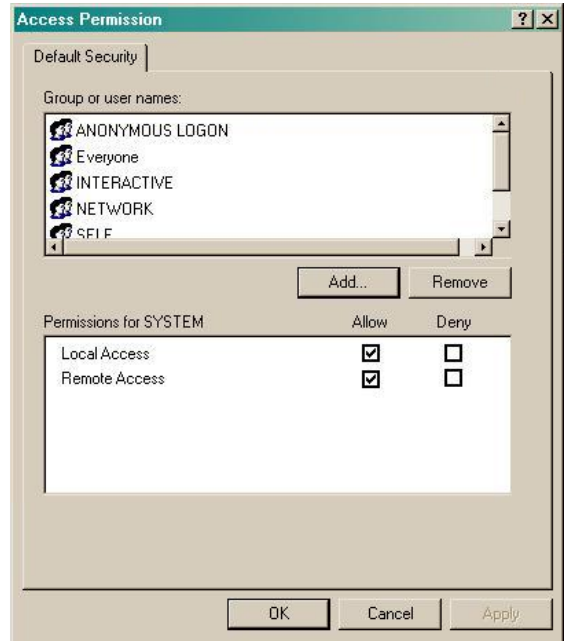 Access Permission
Default Security
Group or user names:
ANONYMOUS LOGON
Everyone
INTERACTIVE
NETWORK
SELF
Add... Remove
Permissions for SYSTEM Allow Deny
Local Access
Remote Access
OK Cancel Apply